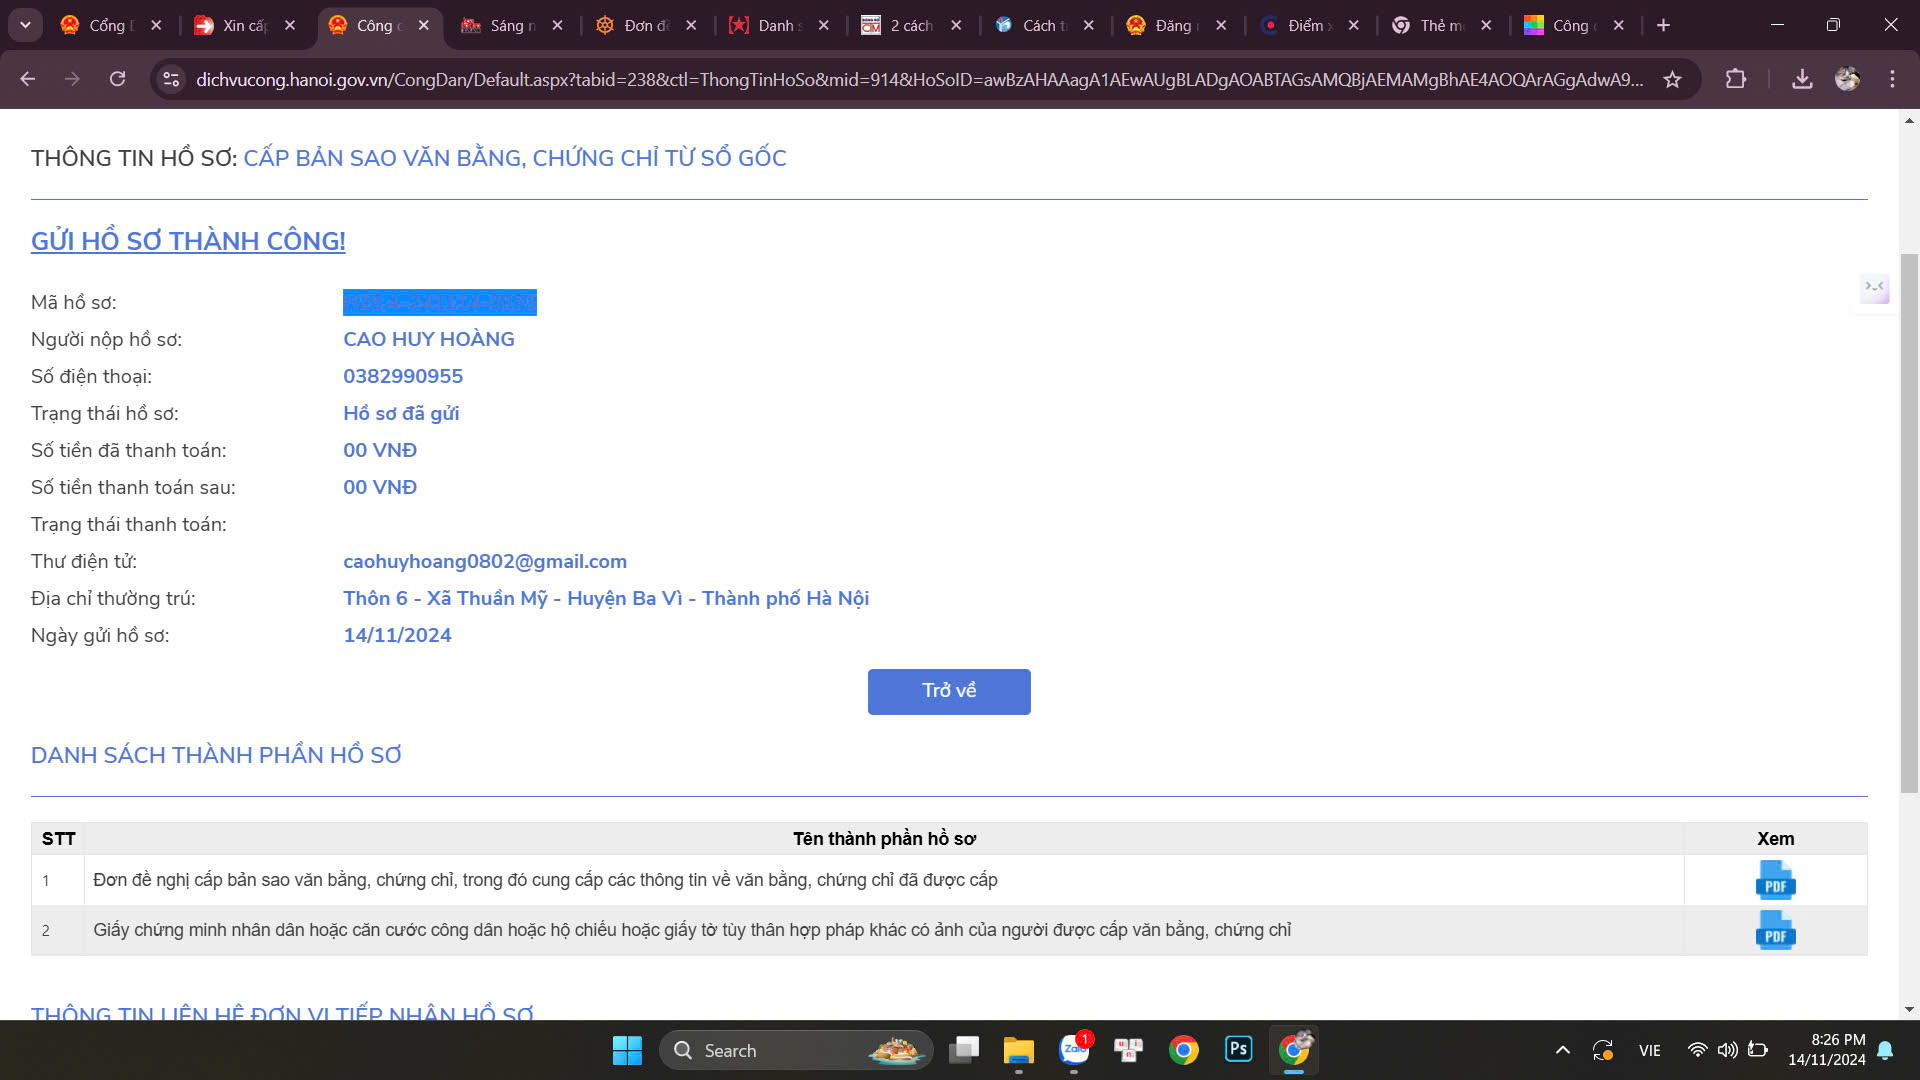 Cổng D
Xin cấp
Công d
Sáng n
Đơn đề
Danh s
2 cách
Cách t
Đăng n
Điểm x
Thẻ m
Công c
dichvucong.hanoi.gov.vn/CongDan/Default.aspx?tabid=238&ctl=ThongTinHoSo&mid=914&HoSoID=awBzAHAAagA1AEwAUgBLADgAOABTAGsAMQBjAEMAMgBhAE4AOQArAGgAdwA9...
THÔNG TIN HỒ SƠ: CẤP BẢN SAO VĂN BẰNG, CHỨNG CHỈ TỪ SỔ GỐC
GỬI HỒ SƠ THÀNH CÔNG!
Mã hồ sơ:
Người nộp hồ sơ: CAO HUY HOÀNG
Số điện thoại: 0382990955
Trạng thái hồ sơ: Hồ sơ đã gửi
Số tiền đã thanh toán: 00 VNĐ
Số tiền thanh toán sau: 00 VNĐ
Trạng thái thanh toán:
Thư điện tử: caohuyhoang0802@gmail.com
Địa chỉ thường trú: Thôn 6 - Xã Thuần Mỹ - Huyện Ba Vì - Thành phố Hà Nội
Ngày gửi hồ sơ: 14/11/2024
Trở về
DANH SÁCH THÀNH PHẦN HỒ SƠ
STT Tên thành phần hồ sơ Xem
1 Đơn đề nghị cấp bản sao văn bằng, chứng chỉ, trong đó cung cấp các thông tin về văn bằng, chứng chỉ đã được cấp PDF
2 Giấy chứng minh nhân dân hoặc căn cước công dân hoặc hộ chiếu hoặc giấy tờ tùy thân hợp pháp khác có ảnh của người được cấp văn bằng, chứng chỉ PDF
THÔNG TIN LIÊN HỆ ĐƠN VỊ TIẾP NHẬN HỒ SƠ
Search
Zalo
1
Ps
VIE
8:26 PM
14/11/2024